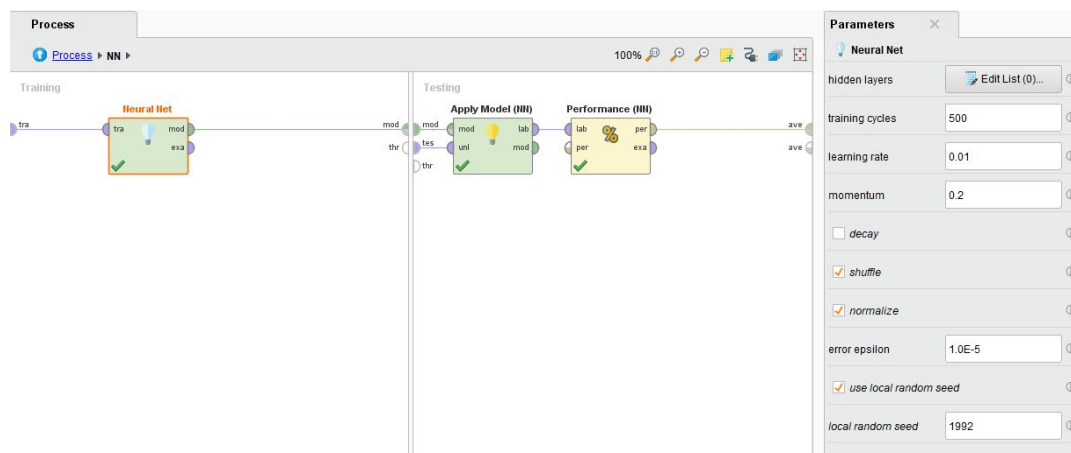 Process
Process ▸ NN ▸
100%
Training
Testing
Neural Net
tra
tra
mod
exa
mod
thr
Apply Model (NN)
mod
tes
thr
mod
unl
lab
mod
Performance (NN)
lab
per
per
exa
ave
ave
Parameters
Neural Net
hidden layers
Edit List (0)...
training cycles
500
learning rate
0.01
momentum
0.2
decay
shuffle
normalize
error epsilon
1.0E-5
use local random seed
local random seed
1992